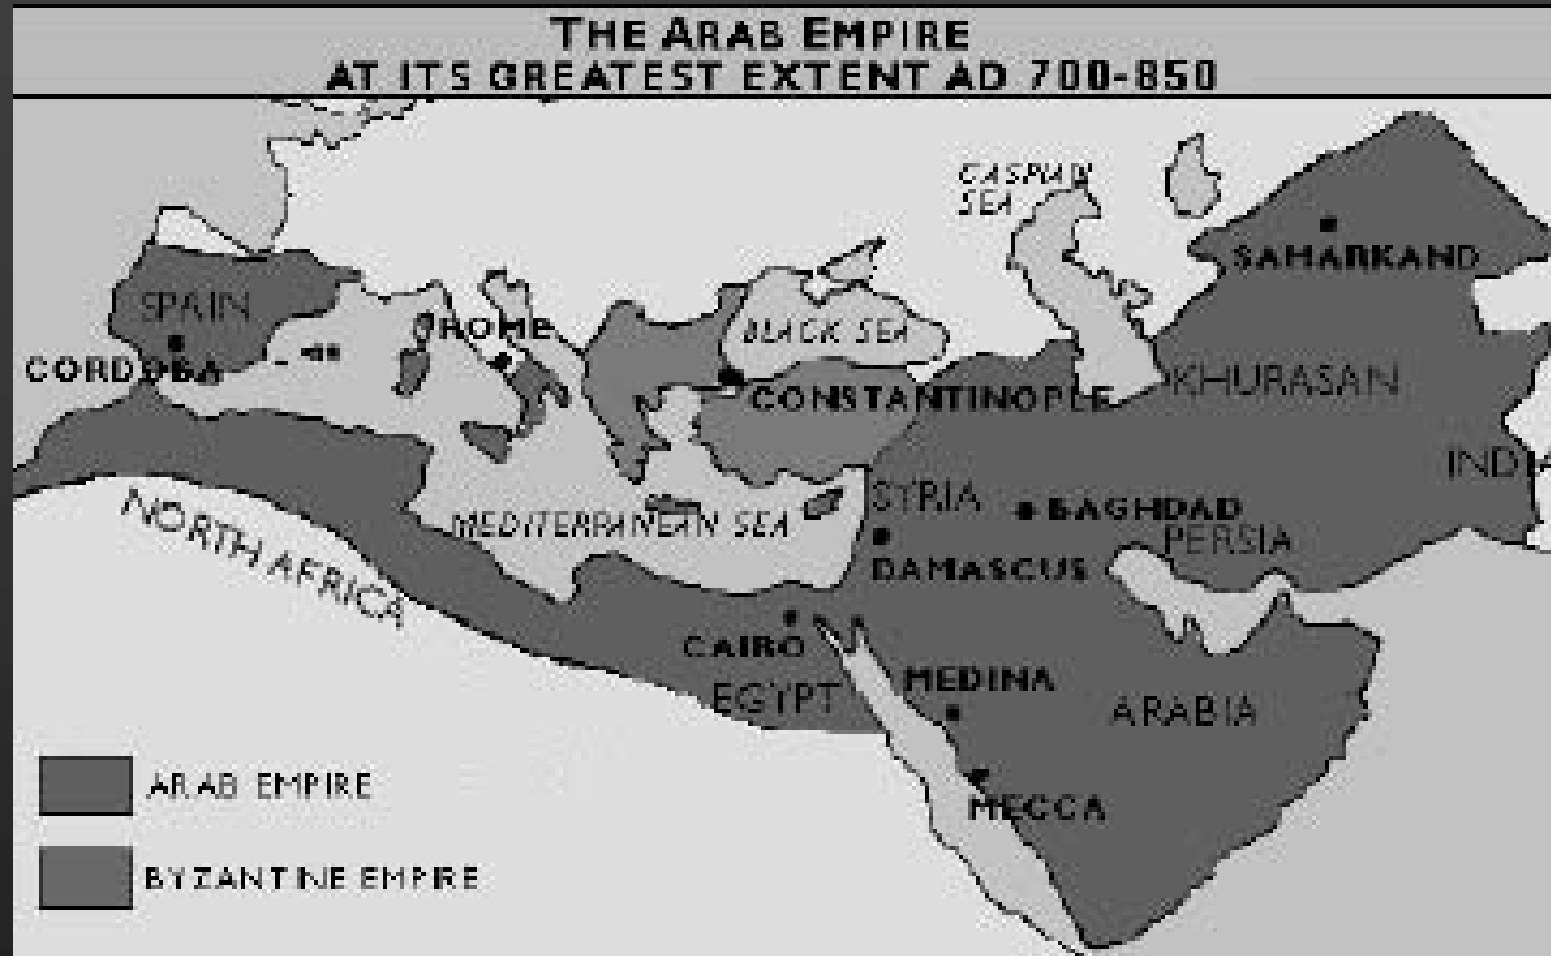 THE ARAB EMPIRE
AT ITS GREATEST EXTENT AD 700-850
CASPIAN
SEA
SAMARKAND
SPAIN
ROME
BLACK SEA
CORDOBA
CONSTANTINOPLE
KHURASAN
INDIA
SYRIA
BAGHDAD
NORTH AFRICA
MEDITERRANEAN SEA
PERSIA
DAMASCUS
CAIRO
MEDINA
EGYPT
ARABIA
ARAB EMPIRE
MECCA
BYZANTINE EMPIRE